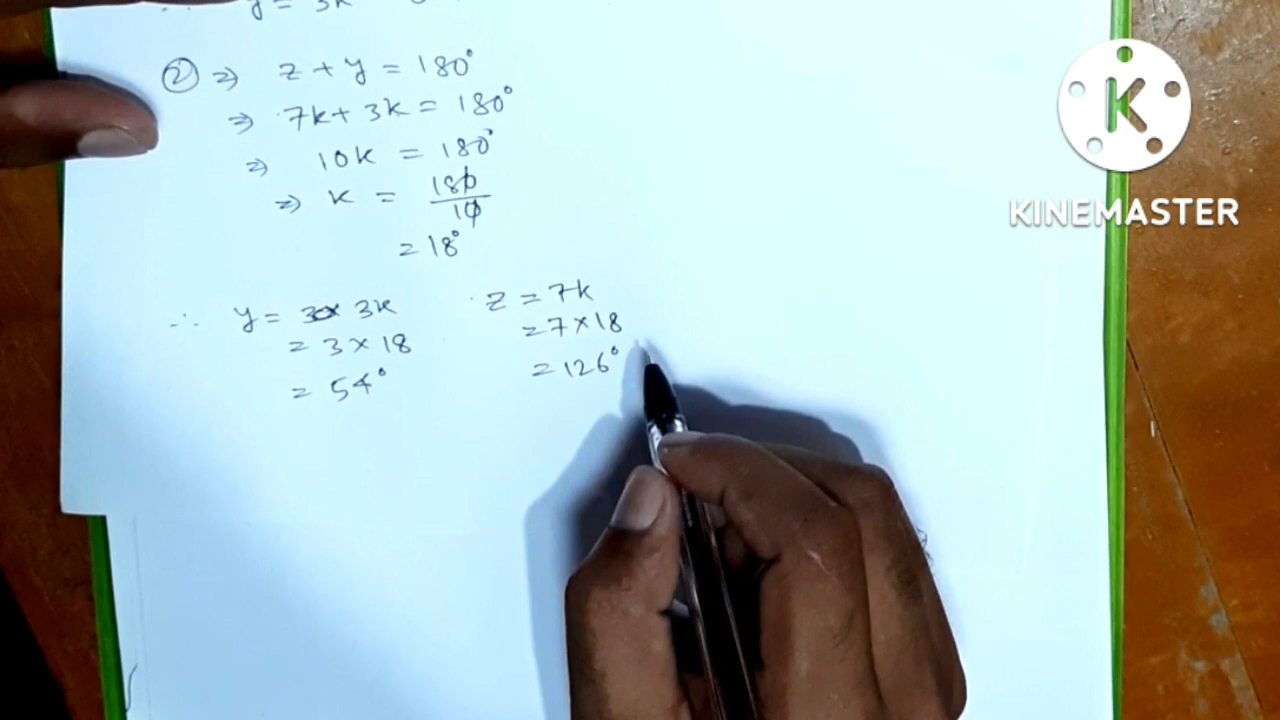 y = 3k
② ⇒ z + y = 180°
⇒ 7k + 3k = 180°
⇒ 10k = 180°
⇒ k = 180/10
= 18°
∴ y = 3k
= 3 × 18
= 54°
z = 7k
= 7 × 18
= 126°
K
KINEMASTER